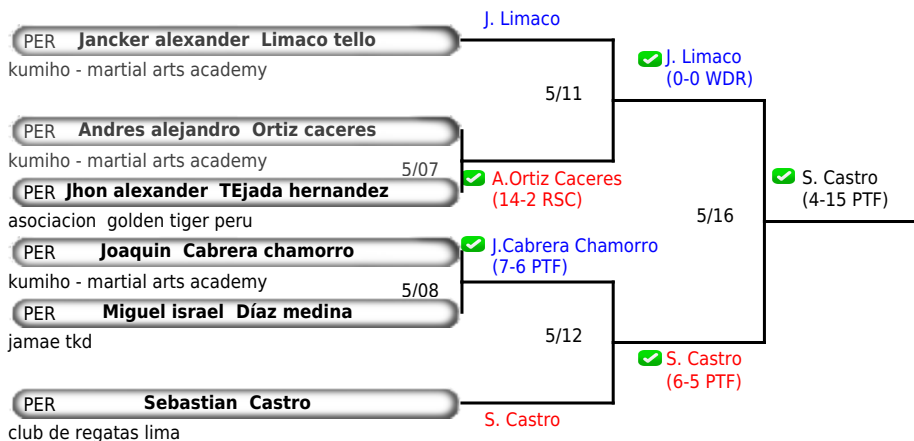 J. Limaco
PER Jancker alexander Limaco tello
kumiho - martial arts academy
J. Limaco
(0-0 WDR)
5/11
PER Andres alejandro Ortiz caceres
kumiho - martial arts academy
5/07
PER Jhon alexander TEjada hernandez
A.Ortiz Caceres
(14-2 RSC)
asociacion golden tiger peru
S. Castro
(4-15 PTF)
5/16
PER Joaquin Cabrera chamorro
J.Cabrera Chamorro
(7-6 PTF)
kumiho - martial arts academy
5/08
PER Miguel israel Díaz medina
jamae tkd
5/12
S. Castro
(6-5 PTF)
PER Sebastian Castro
S. Castro
club de regatas lima